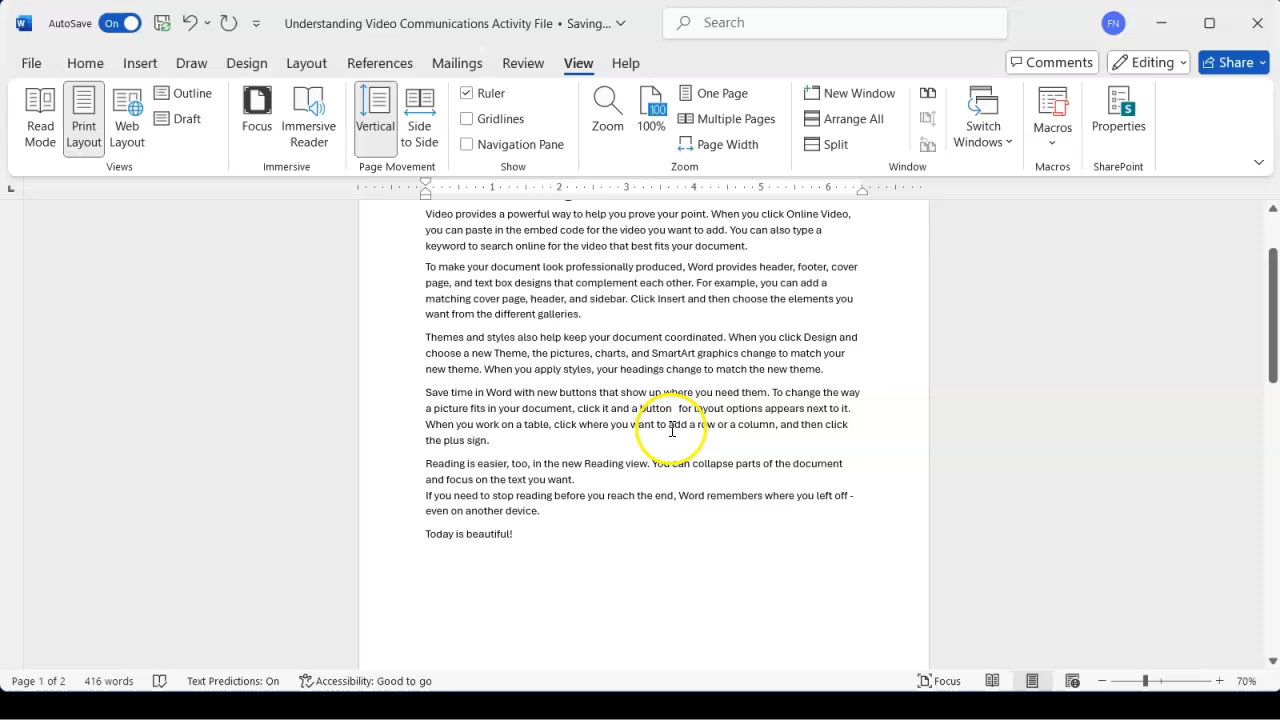 AutoSave On Understanding Video Communications Activity File • Saving... Search FN
File Home Insert Draw Design Layout References Mailings Review View Help Comments Editing Share
Read Mode
Print Layout
Web Layout
Outline
Draft
Views
Focus
Immersive Reader
Immersive
Vertical
Side to Side
Page Movement
Ruler
Gridlines
Navigation Pane
Show
Zoom
100
100%
One Page
Multiple Pages
Page Width
Zoom
New Window
Arrange All
Split
Switch Windows
Window
Macros
Macros
S
Properties
SharePoint
1 2 3 4 5 6
Video provides a powerful way to help you prove your point. When you click Online Video,
you can paste in the embed code for the video you want to add. You can also type a
keyword to search online for the video that best fits your document.
To make your document look professionally produced, Word provides header, footer, cover
page, and text box designs that complement each other. For example, you can add a
matching cover page, header, and sidebar. Click Insert and then choose the elements you
want from the different galleries.
Themes and styles also help keep your document coordinated. When you click Design and
choose a new Theme, the pictures, charts, and SmartArt graphics change to match your
new theme. When you apply styles, your headings change to match the new theme.
Save time in Word with new buttons that show up where you need them. To change the way
a picture fits in your document, click it and a button for layout options appears next to it.
When you work on a table, click where you want to add a row or a column, and then click
the plus sign.
Reading is easier, too, in the new Reading view. You can collapse parts of the document
and focus on the text you want.
If you need to stop reading before you reach the end, Word remembers where you left off -
even on another device.
Today is beautiful!
Page 1 of 2 416 words Text Predictions: On Accessibility: Good to go Focus 70%